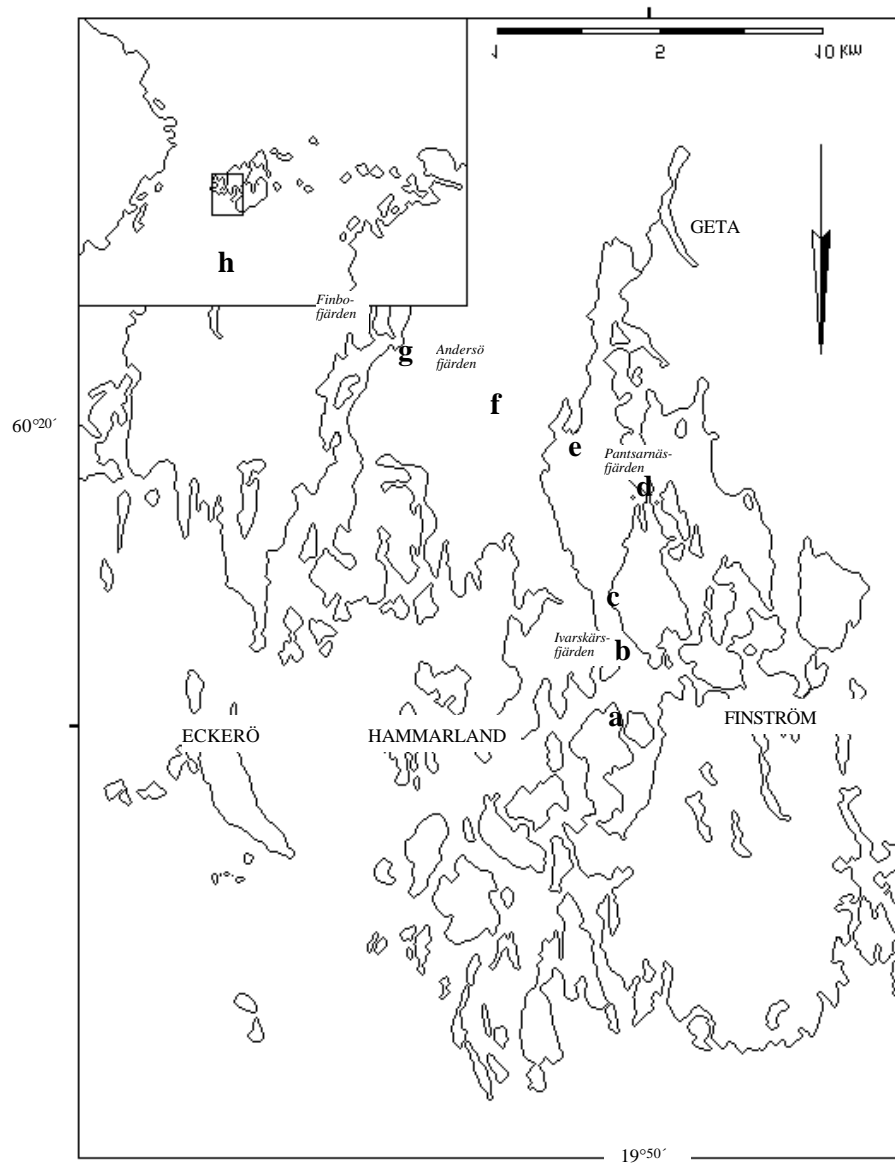 1 5 10 km
GETA
h
Finbo-
fjärden
g
Andersö
fjärden
f
60°20´
e
Pantsarnäs-
fjärden
d
c
Ivarskärs-
fjärden
b
a
ECKERÖ
HAMMARLAND
FINSTRÖM
19°50´